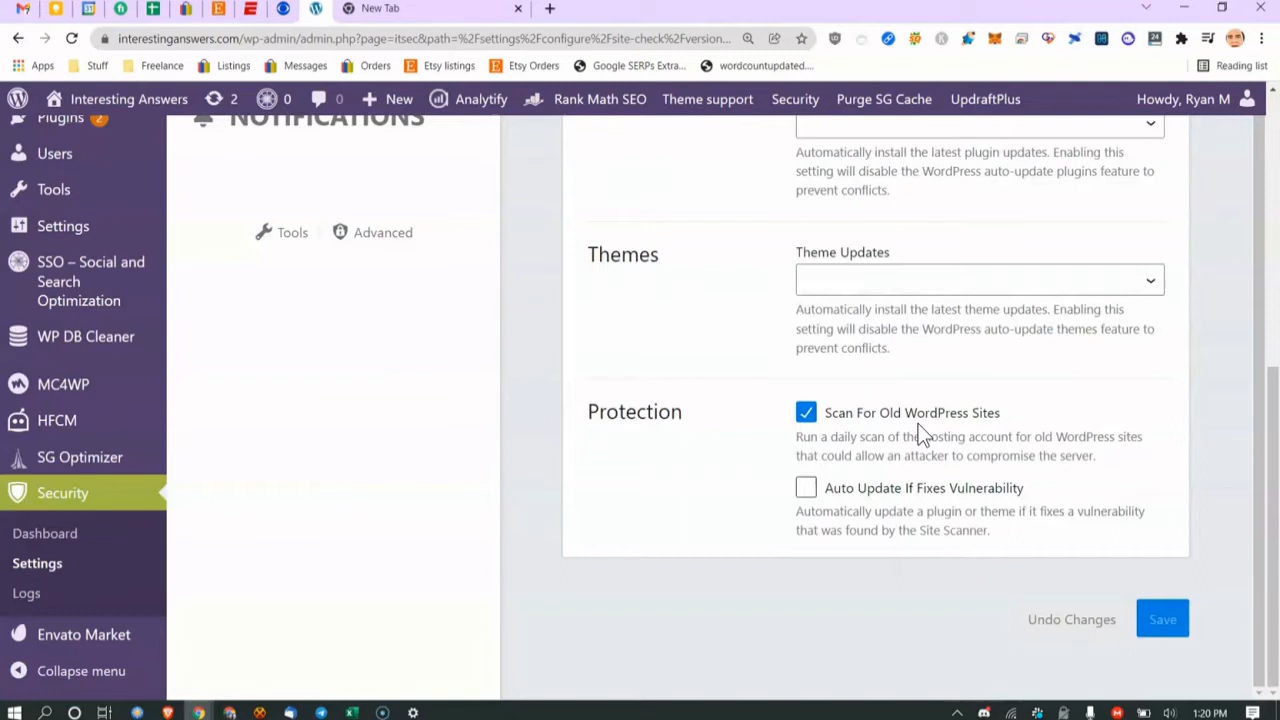 New Tab
interestinganswers.com/wp-admin/admin.php?page=itsec&path=%2Fsettings%2Fconfigure%2Fsite-check%2Fversion...
Apps Stuff Freelance Listings Messages Orders Etsy listings Etsy Orders Google SERPs Extra... wordcountupdated.... Reading list
Interesting Answers 2 0 0 New Analytify Rank Math SEO Theme support Security Purge SG Cache UpdraftPlus Howdy, Ryan M
Plugins 2
Users
Tools
Settings
SSO – Social and
Search
Optimization
WP DB Cleaner
MC4WP
HFCM
SG Optimizer
Security
Dashboard
Settings
Logs
Envato Market
Collapse menu
NOTIFICATIONS
Tools Advanced
Automatically install the latest plugin updates. Enabling this
setting will disable the WordPress auto-update plugins feature to
prevent conflicts.
Themes
Theme Updates
Automatically install the latest theme updates. Enabling this
setting will disable the WordPress auto-update themes feature to
prevent conflicts.
Protection
Scan For Old WordPress Sites
Run a daily scan of the hosting account for old WordPress sites
that could allow an attacker to compromise the server.
Auto Update If Fixes Vulnerability
Automatically update a plugin or theme if it fixes a vulnerability
that was found by the Site Scanner.
Undo Changes Save
1:20 PM